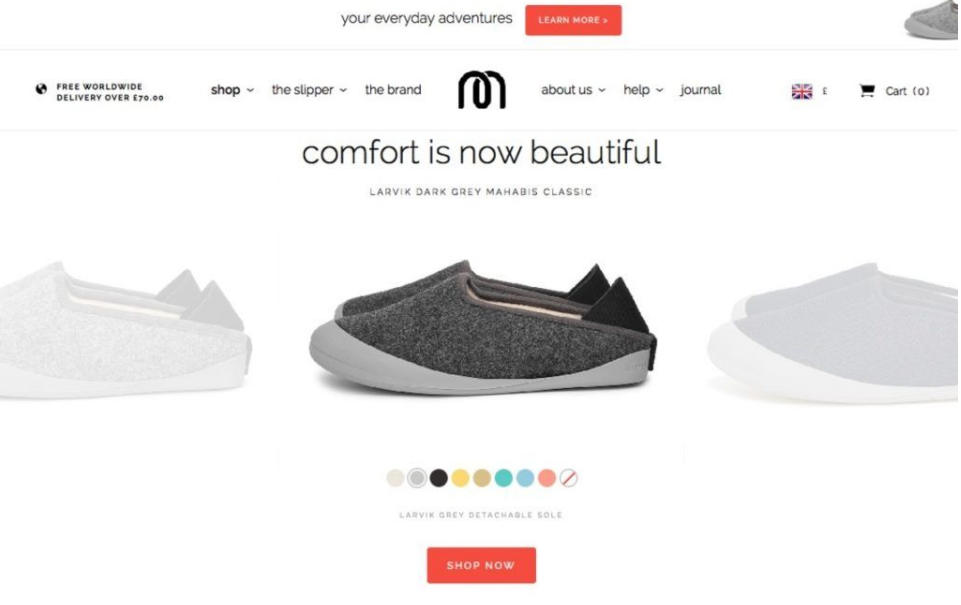 your everyday adventures
LEARN MORE >
FREE WORLDWIDE
DELIVERY OVER £70.00
shop
the slipper
the brand
about us
help
journal
£
Cart (0)
comfort is now beautiful
LARVIK DARK GREY MAHABIS CLASSIC
LARVIK GREY DETACHABLE SOLE
SHOP NOW